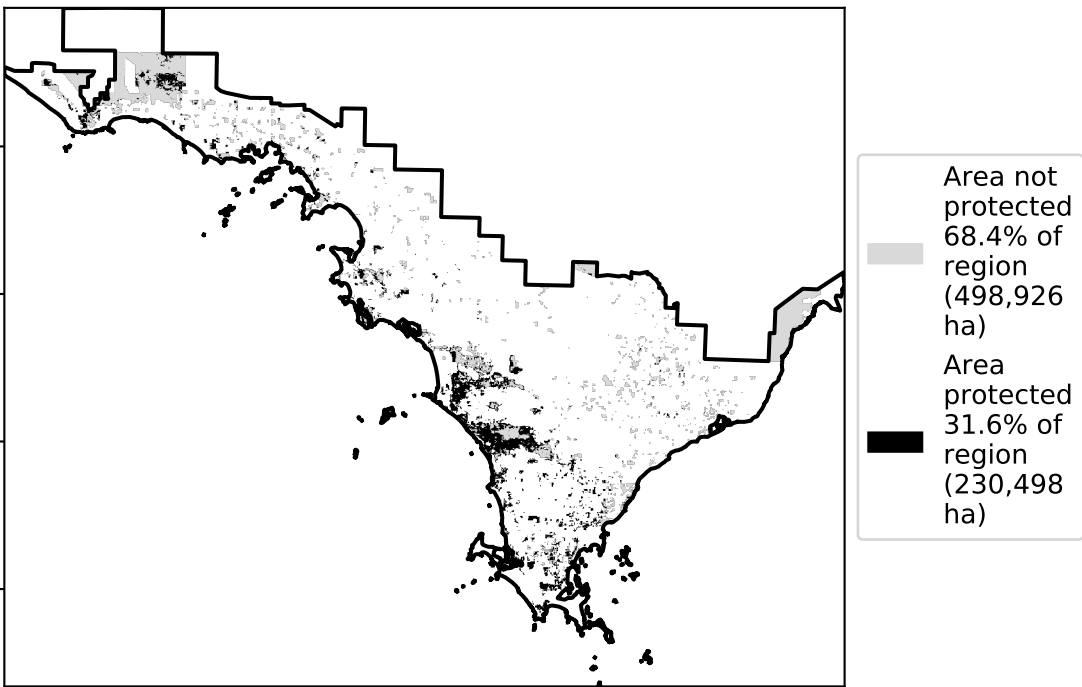 Area not
protected
68.4% of
region
(498,926
ha)
Area
protected
31.6% of
region
(230,498
ha)